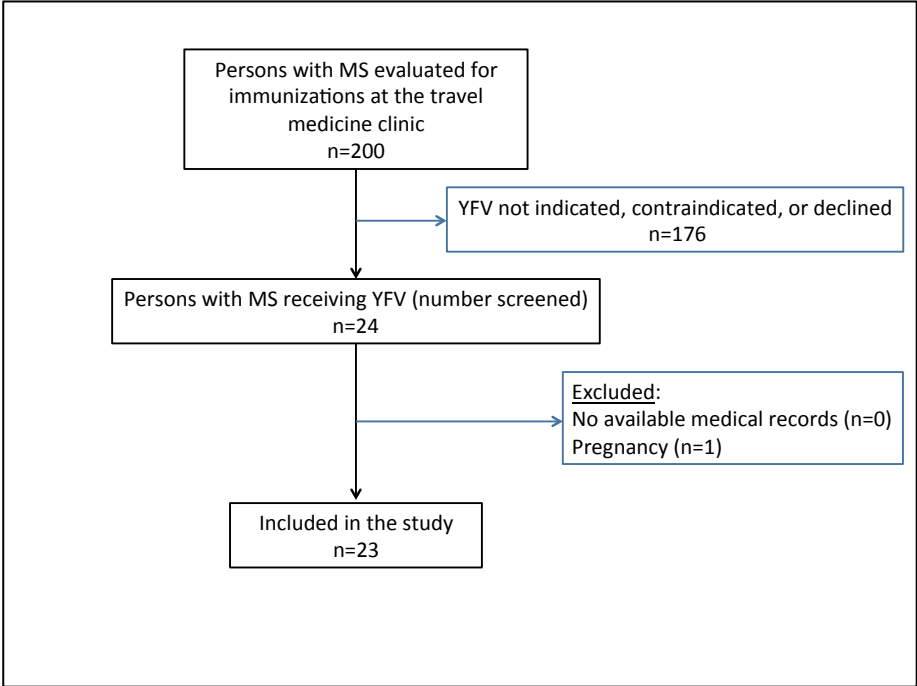 Persons with MS evaluated for
immunizations at the travel
medicine clinic
n=200
YFV not indicated, contraindicated, or declined
n=176
Persons with MS receiving YFV (number screened)
n=24
Excluded:
No available medical records (n=0)
Pregnancy (n=1)
Included in the study
n=23